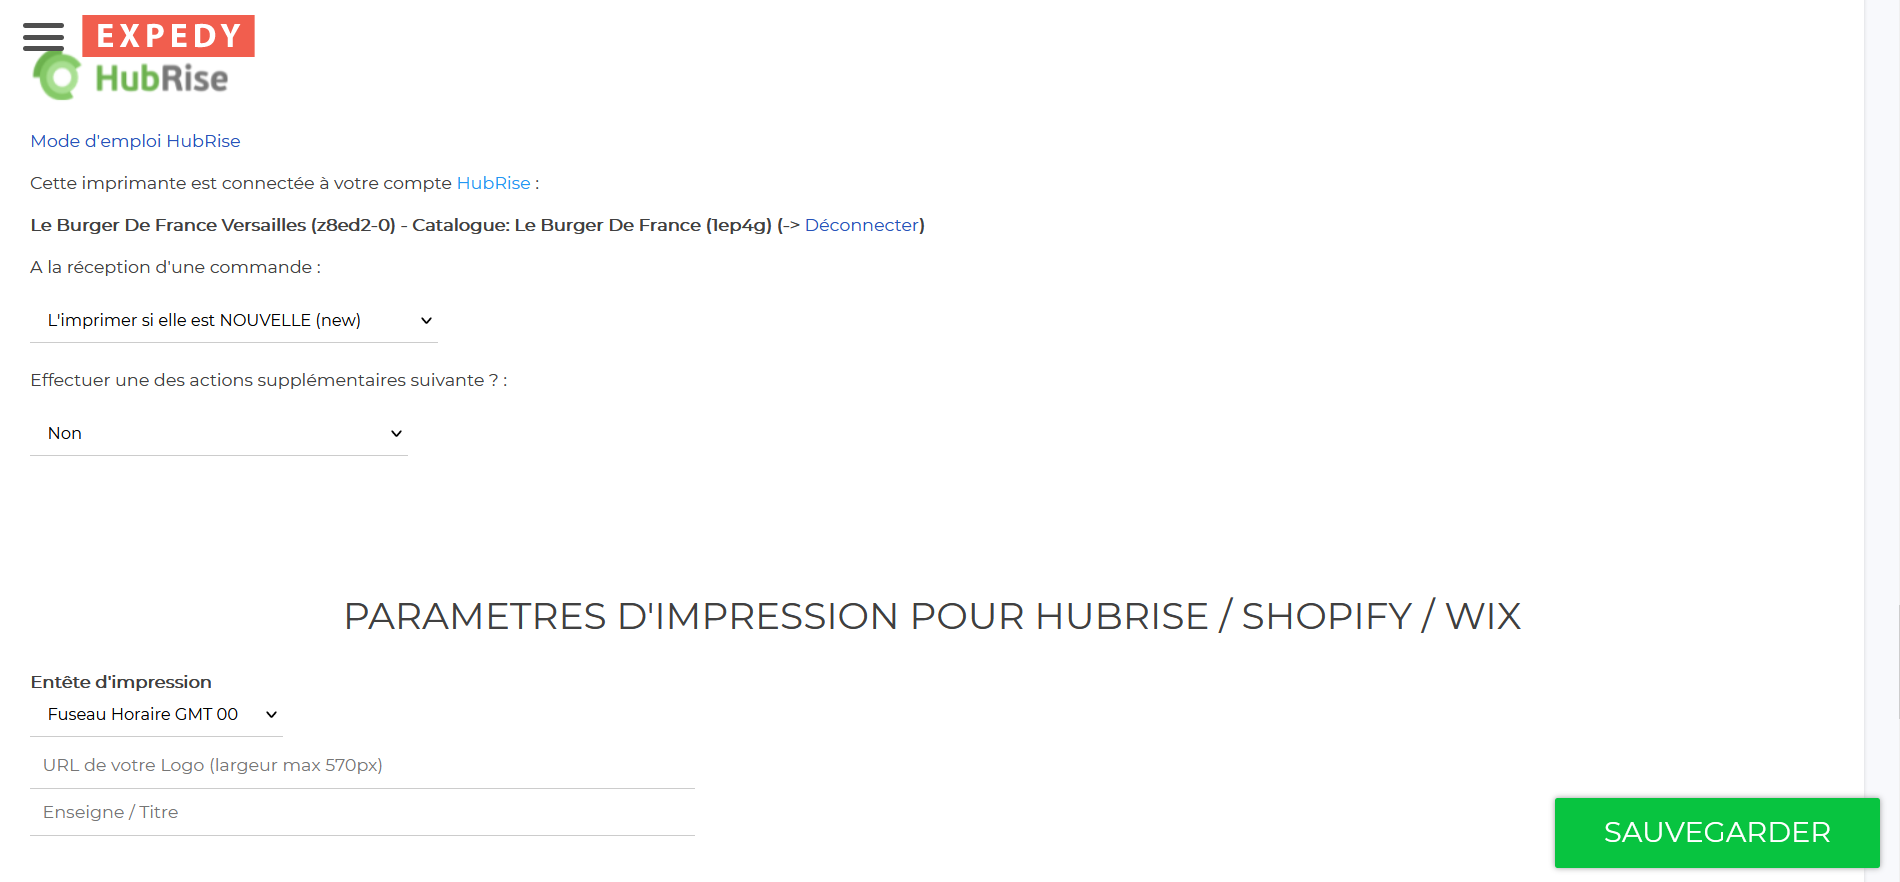 EXPEDY
HubRise
Mode d'emploi HubRise
Cette imprimante est connectée à votre compte HubRise :
Le Burger De France Versailles (z8ed2-0) - Catalogue: Le Burger De France (1ep4g) (-> Déconnecter)
A la réception d'une commande :
L'imprimer si elle est NOUVELLE (new)
Effectuer une des actions supplémentaires suivante ? :
Non
PARAMETRES D'IMPRESSION POUR HUBRISE / SHOPIFY / WIX
Entête d'impression
Fuseau Horaire GMT 00
URL de votre Logo (largeur max 570px)
Enseigne / Titre
SAUVEGARDER